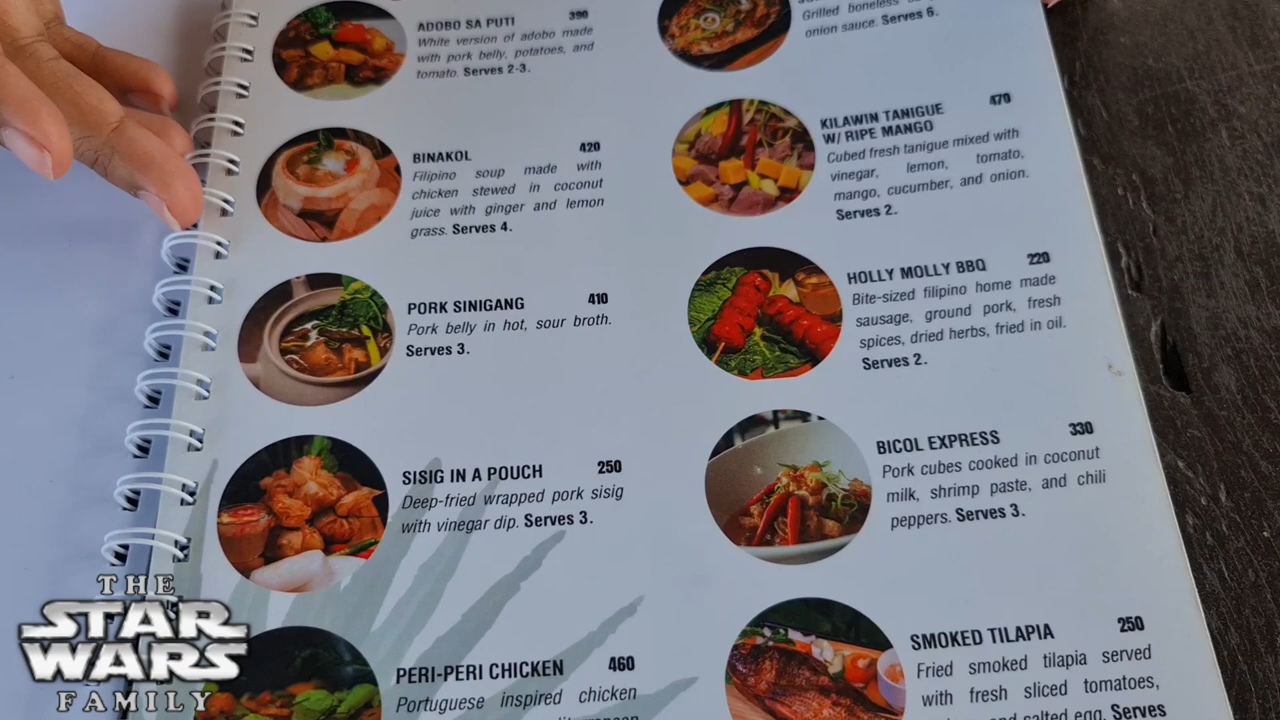 ADOBO SA PUTI 390
White version of adobo made
with pork belly, potatoes, and
tomato. Serves 2-3.
BINAKOL 420
Filipino soup made with
chicken stewed in coconut
juice with ginger and lemon
grass. Serves 4.
PORK SINIGANG 410
Pork belly in hot, sour broth.
Serves 3.
SISIG IN A POUCH 250
Deep-fried wrapped pork sisig
with vinegar dip. Serves 3.
PERI-PERI CHICKEN 460
Portuguese inspired chicken
Grilled boneless
onion sauce. Serves 6.
KILAWIN TANIGUE 470
W/ RIPE MANGO
Cubed fresh tanigue mixed with
vinegar, lemon, tomato,
mango, cucumber, and onion.
Serves 2.
HOLLY MOLLY BBQ 220
Bite-sized filipino home made
sausage, ground pork, fresh
spices, dried herbs, fried in oil.
Serves 2.
BICOL EXPRESS 330
Pork cubes cooked in coconut
milk, shrimp paste, and chili
peppers. Serves 3.
SMOKED TILAPIA 250
Fried smoked tilapia served
with fresh sliced tomatoes,
and salted egg. Serves
THE
STAR
WARS
FAMILY